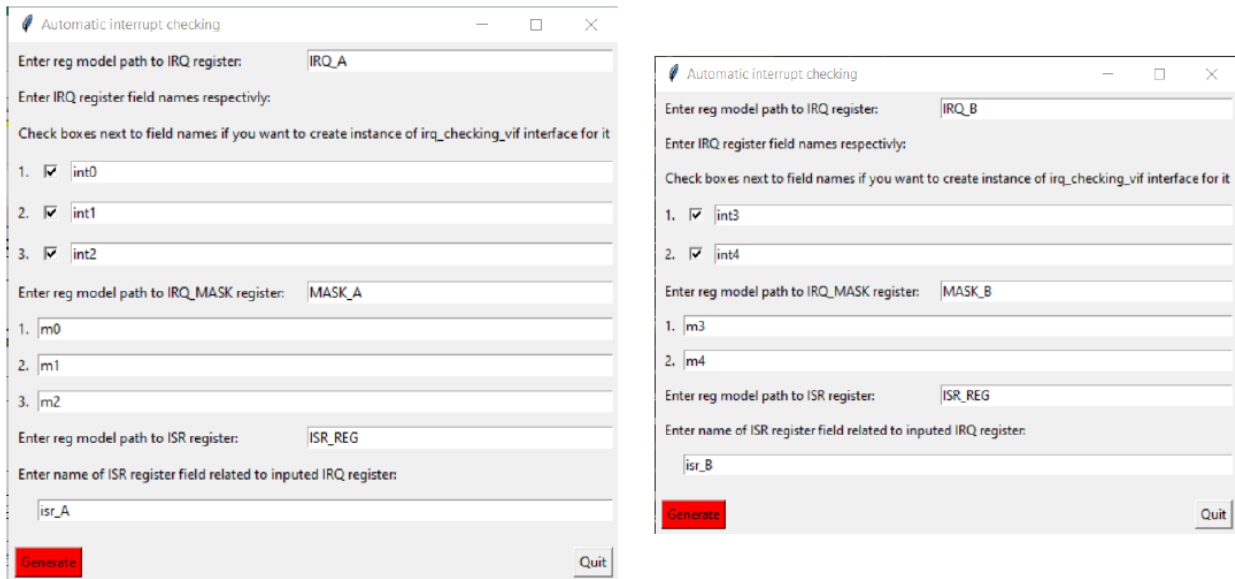 Automatic interrupt checking
Enter reg model path to IRQ register: IRQ_A
Enter IRQ register field names respectivly:
Check boxes next to field names if you want to create instance of irq_checking_vif interface for it
1. int0
2. int1
3. int2
Enter reg model path to IRQ_MASK register: MASK_A
1. m0
2. m1
3. m2
Enter reg model path to ISR register: ISR_REG
Enter name of ISR register field related to inputed IRQ register:
isr_A
Generate Quit
Automatic interrupt checking
Enter reg model path to IRQ register: IRQ_B
Enter IRQ register field names respectivly:
Check boxes next to field names if you want to create instance of irq_checking_vif interface for it
1. int3
2. int4
Enter reg model path to IRQ_MASK register: MASK_B
1. m3
2. m4
Enter reg model path to ISR register: ISR_REG
Enter name of ISR register field related to inputed IRQ register:
isr_B
Generate Quit